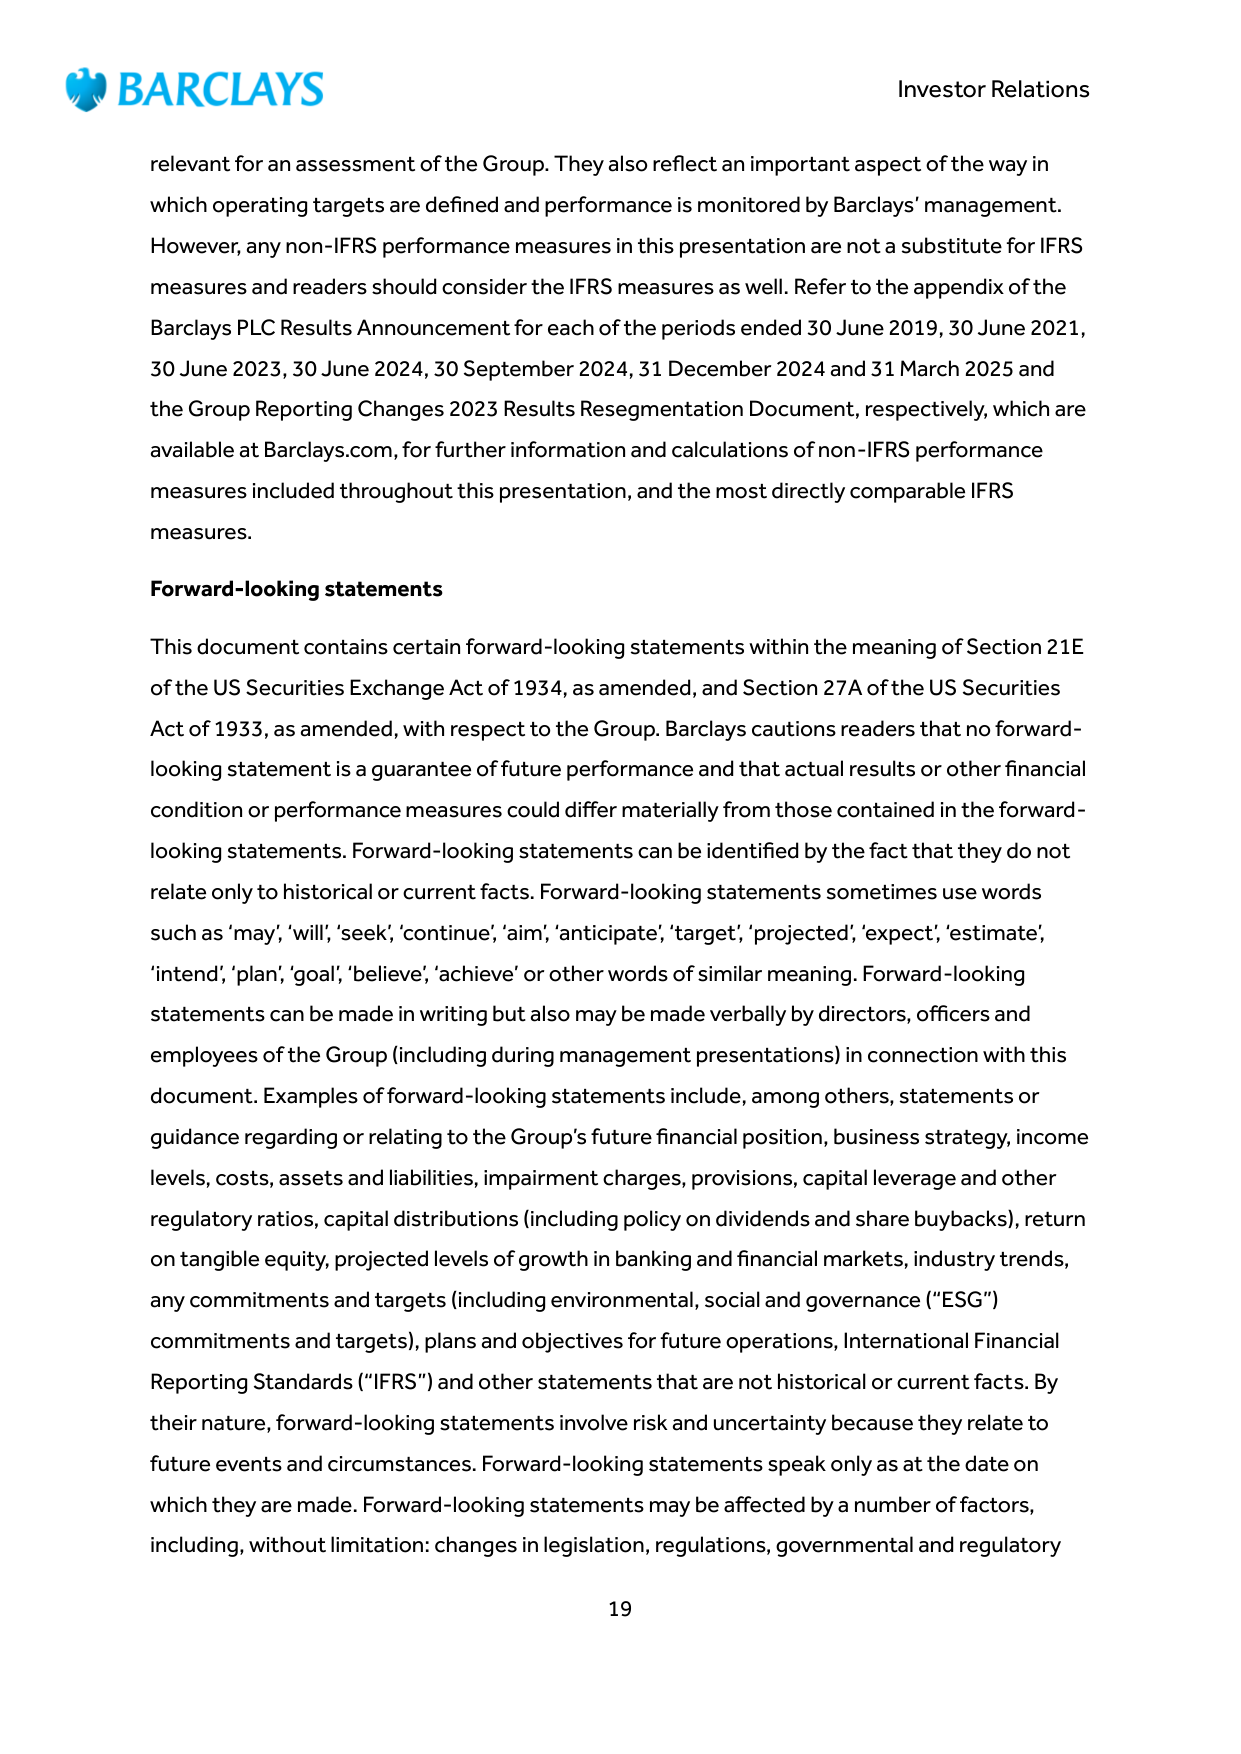 BARCLAYS
Investor Relations
relevant for an assessment of the Group. They also reflect an important aspect of the way in
which operating targets are defined and performance is monitored by Barclays’ management.
However, any non-IFRS performance measures in this presentation are not a substitute for IFRS
measures and readers should consider the IFRS measures as well. Refer to the appendix of the
Barclays PLC Results Announcement for each of the periods ended 30 June 2019, 30 June 2021,
30 June 2023, 30 June 2024, 30 September 2024, 31 December 2024 and 31 March 2025 and
the Group Reporting Changes 2023 Results Resegmentation Document, respectively, which are
available at Barclays.com, for further information and calculations of non-IFRS performance
measures included throughout this presentation, and the most directly comparable IFRS
measures.
Forward-looking statements
This document contains certain forward-looking statements within the meaning of Section 21E
of the US Securities Exchange Act of 1934, as amended, and Section 27A of the US Securities
Act of 1933, as amended, with respect to the Group. Barclays cautions readers that no forward-
looking statement is a guarantee of future performance and that actual results or other financial
condition or performance measures could differ materially from those contained in the forward-
looking statements. Forward-looking statements can be identified by the fact that they do not
relate only to historical or current facts. Forward-looking statements sometimes use words
such as ‘may’, ‘will’, ‘seek’, ‘continue’, ‘aim’, ‘anticipate’, ‘target’, ‘projected’, ‘expect’, ‘estimate’,
‘intend’, ‘plan’, ‘goal’, ‘believe’, ‘achieve’ or other words of similar meaning. Forward-looking
statements can be made in writing but also may be made verbally by directors, officers and
employees of the Group (including during management presentations) in connection with this
document. Examples of forward-looking statements include, among others, statements or
guidance regarding or relating to the Group’s future financial position, business strategy, income
levels, costs, assets and liabilities, impairment charges, provisions, capital leverage and other
regulatory ratios, capital distributions (including policy on dividends and share buybacks), return
on tangible equity, projected levels of growth in banking and financial markets, industry trends,
any commitments and targets (including environmental, social and governance (“ESG”)
commitments and targets), plans and objectives for future operations, International Financial
Reporting Standards (“IFRS”) and other statements that are not historical or current facts. By
their nature, forward-looking statements involve risk and uncertainty because they relate to
future events and circumstances. Forward-looking statements speak only as at the date on
which they are made. Forward-looking statements may be affected by a number of factors,
including, without limitation: changes in legislation, regulations, governmental and regulatory
19